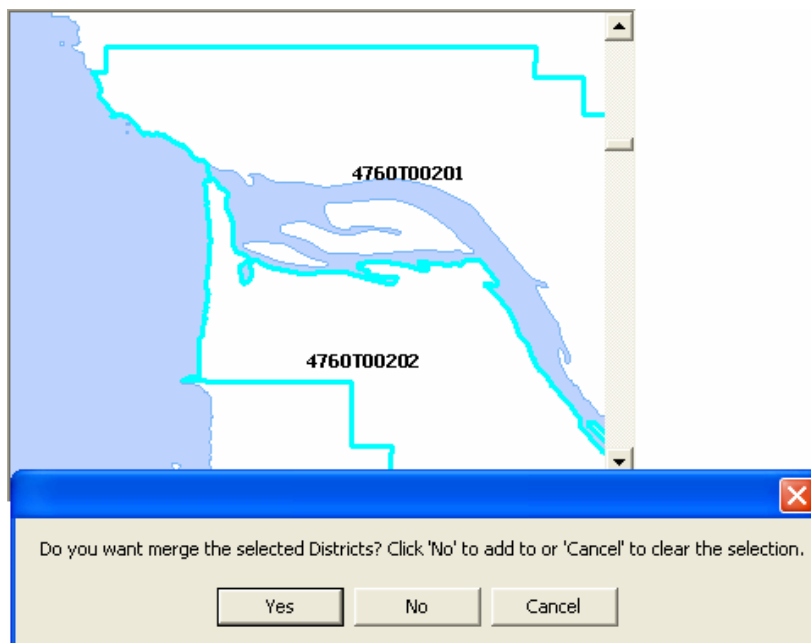 4760T00201
4760T00202
Do you want merge the selected Districts? Click 'No' to add to or 'Cancel' to clear the selection.
Yes
No
Cancel